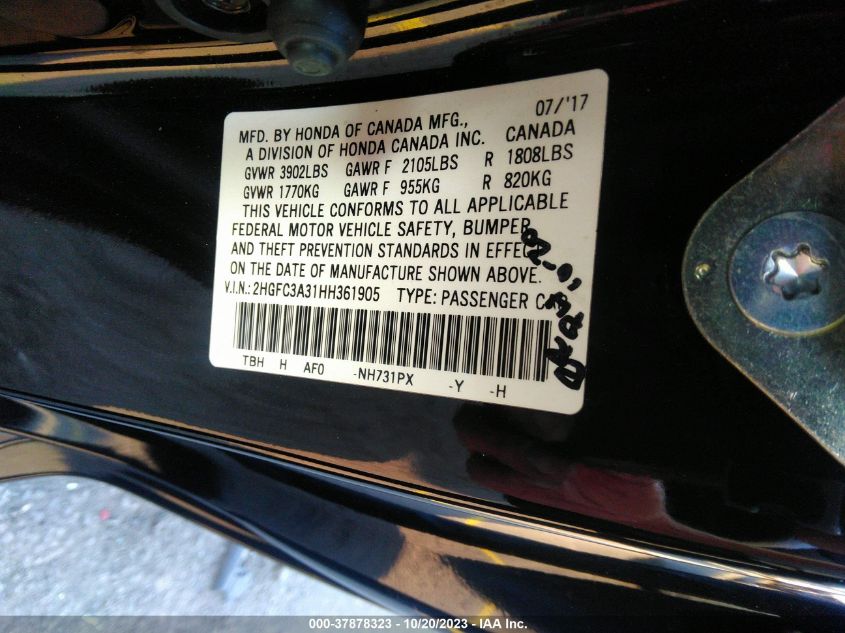 07/'17
MFD. BY HONDA OF CANADA MFG.,
A DIVISION OF HONDA CANADA INC. CANADA
GVWR 3902LBS GAWR F 2105LBS R 1808LBS
GVWR 1770KG GAWR F 955KG R 820KG
THIS VEHICLE CONFORMS TO ALL APPLICABLE
FEDERAL MOTOR VEHICLE SAFETY, BUMPER,
AND THEFT PREVENTION STANDARDS IN EFFECT
ON THE DATE OF MANUFACTURE SHOWN ABOVE.
V.I.N.: 2HGFC3A31HH361905 TYPE: PASSENGER CAR
TBH H AF0 -NH731PX -Y -H
000-37878323 - 10/20/2023 - IAA Inc.